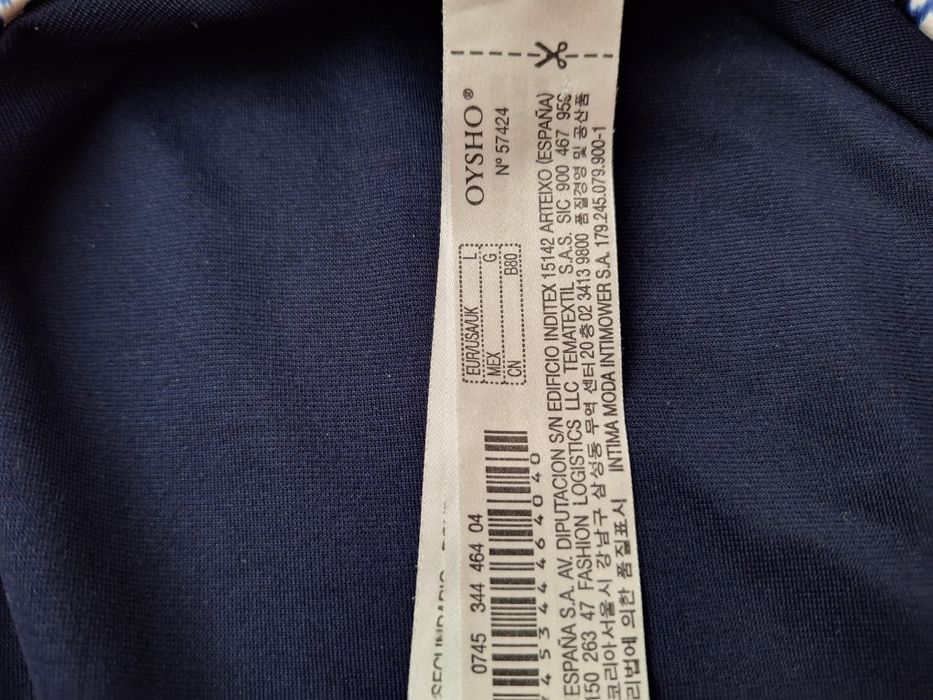 OYSHO®
Nº 57424
EUR/USA/UK L
MEX G
CN B80
0745 344 464 04
745344464040
ESPAÑA S.A. AV. DIPUTACION S/N EDIFICIO INDITEX 15142 ARTEIXO (ESPAÑA)
150 263 47 FASHION LOGISTICS LLC TEMATEXTIL S.A.S. SIC 900 467 959
코리아서울시 강남구 삼성동 무역 센터 20 층 02 3413 9800 품질경영 및 공산품
리법에 의한 품질표시 INTIMA MODA INTIMOWER S.A. 179.245.079.900-1